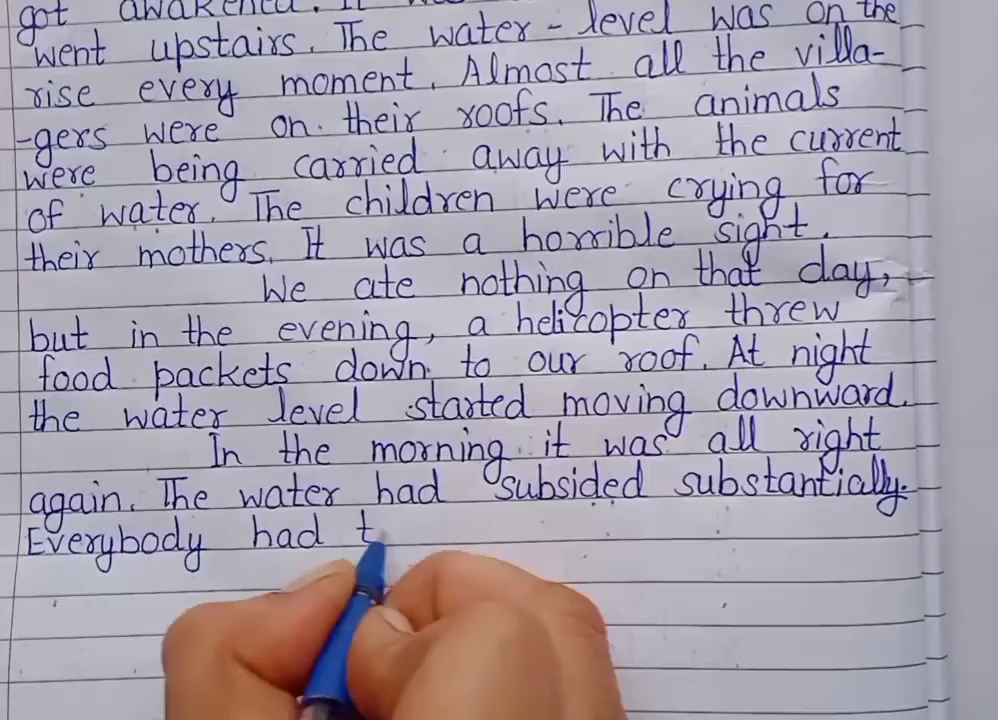 got awakened. It
went upstairs. The water-level was on the
rise every moment. Almost all the villa-
-gers were on their roofs. The animals
were being carried away with the current
of water. The children were crying for
their mothers. It was a horrible sight.
We ate nothing on that day,
but in the evening, a helicopter threw
food packets down to our roof. At night
the water level started moving downward.
In the morning it was all right
again. The water had subsided substantially.
Everybody had t